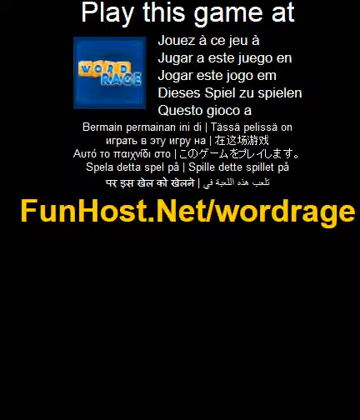 Play this game at
WORD
RAGE
Jouez à ce jeu à
Jugar a este juego en
Jogar este jogo em
Dieses Spiel zu spielen
Questo gioco a
Bermain permainan ini di | Tässä pelissä on
играть в эту игру на | 在这场游戏
Αυτό το παιχνίδι στο | このゲームをプレイします。
Spela detta spel på | Spille dette spillet på
पर इस खेल को खेलने | تلعب هذه اللعبة في
FunHost.Net/wordrage